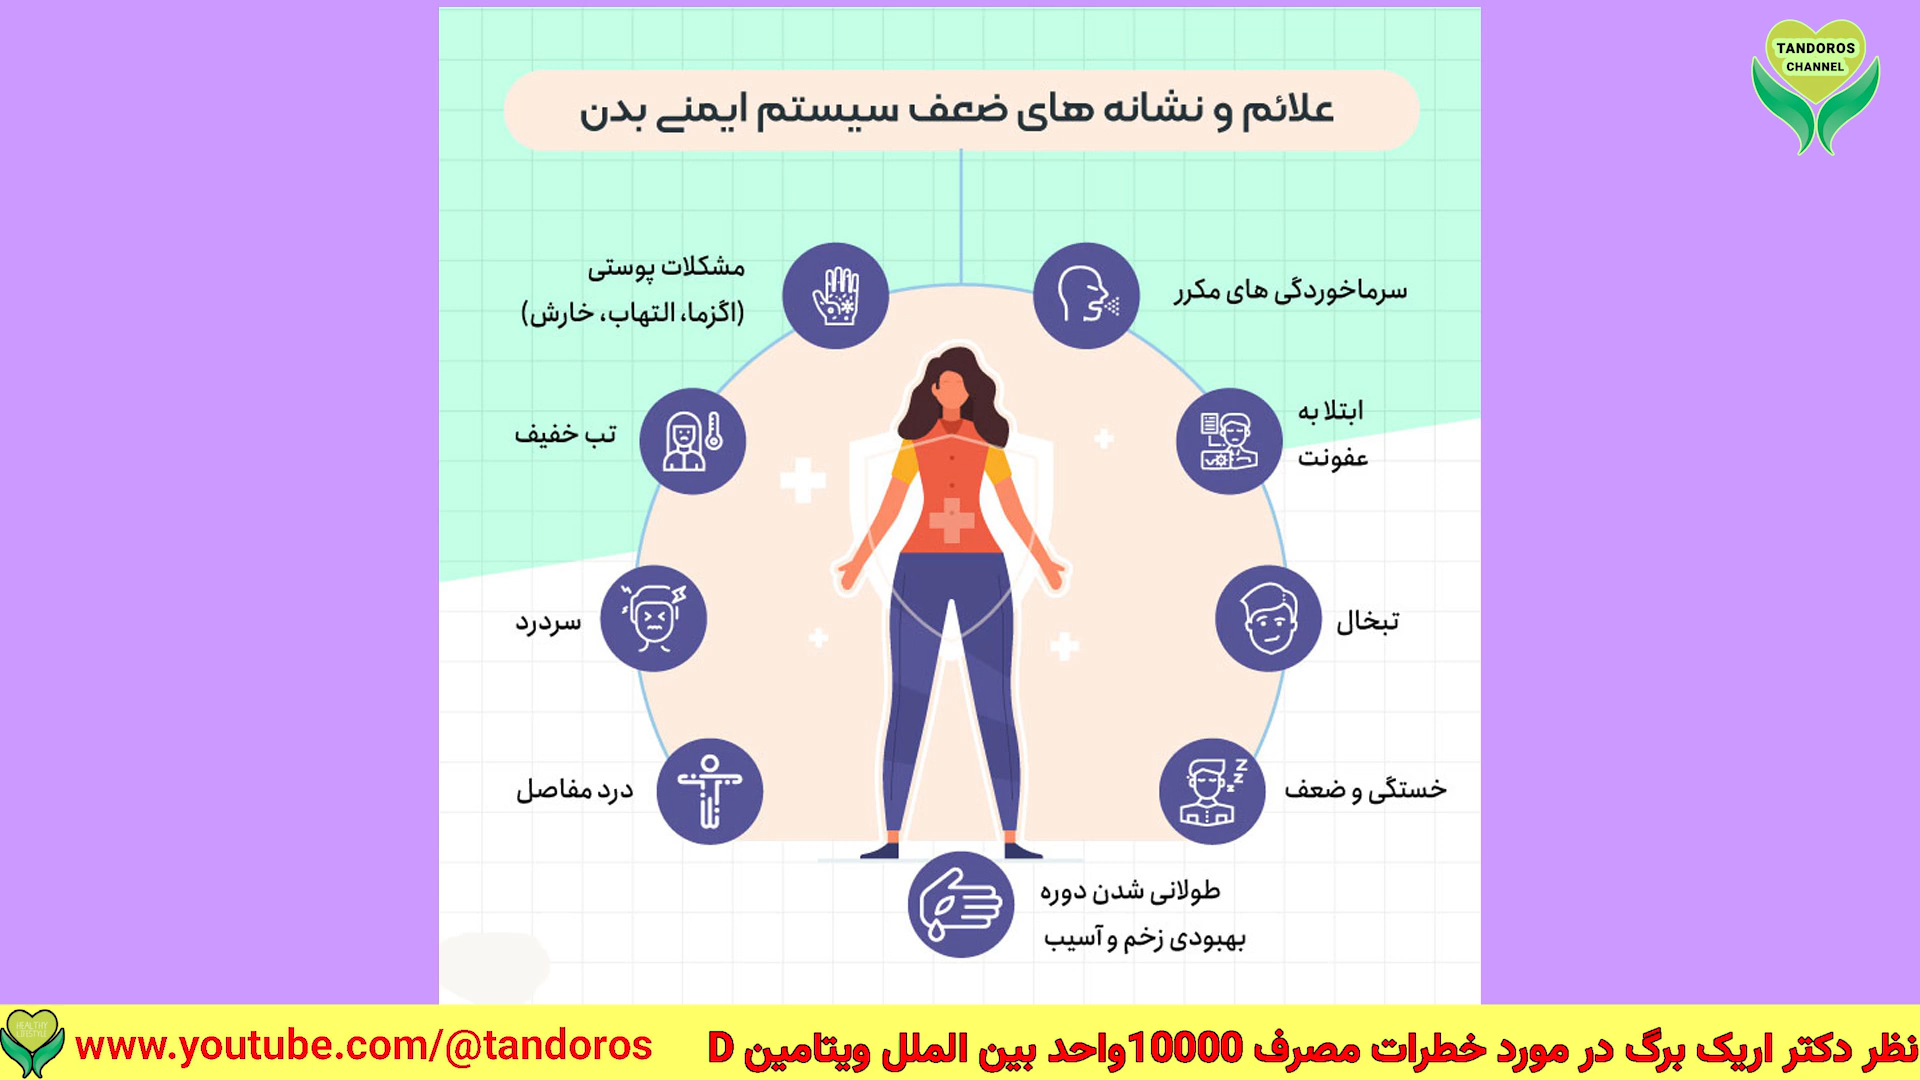 TANDOROS
CHANNEL
علائم و نشانه های ضعف سیستم ایمنی بدن
سرماخوردگی های مکرر
مشکلات پوستی
(اگزما، التهاب، خارش)
ابتلا به
عفونت
تب خفیف
تبخال
سردرد
خستگی و ضعف
درد مفاصل
طولانی شدن دوره
بهبودی زخم و آسیب
نظر دکتر اریک برگ در مورد خطرات مصرف 10000واحد بین الملل ویتامین D
www.youtube.com/@tandoros
HEALTHY
LIFESTYLE